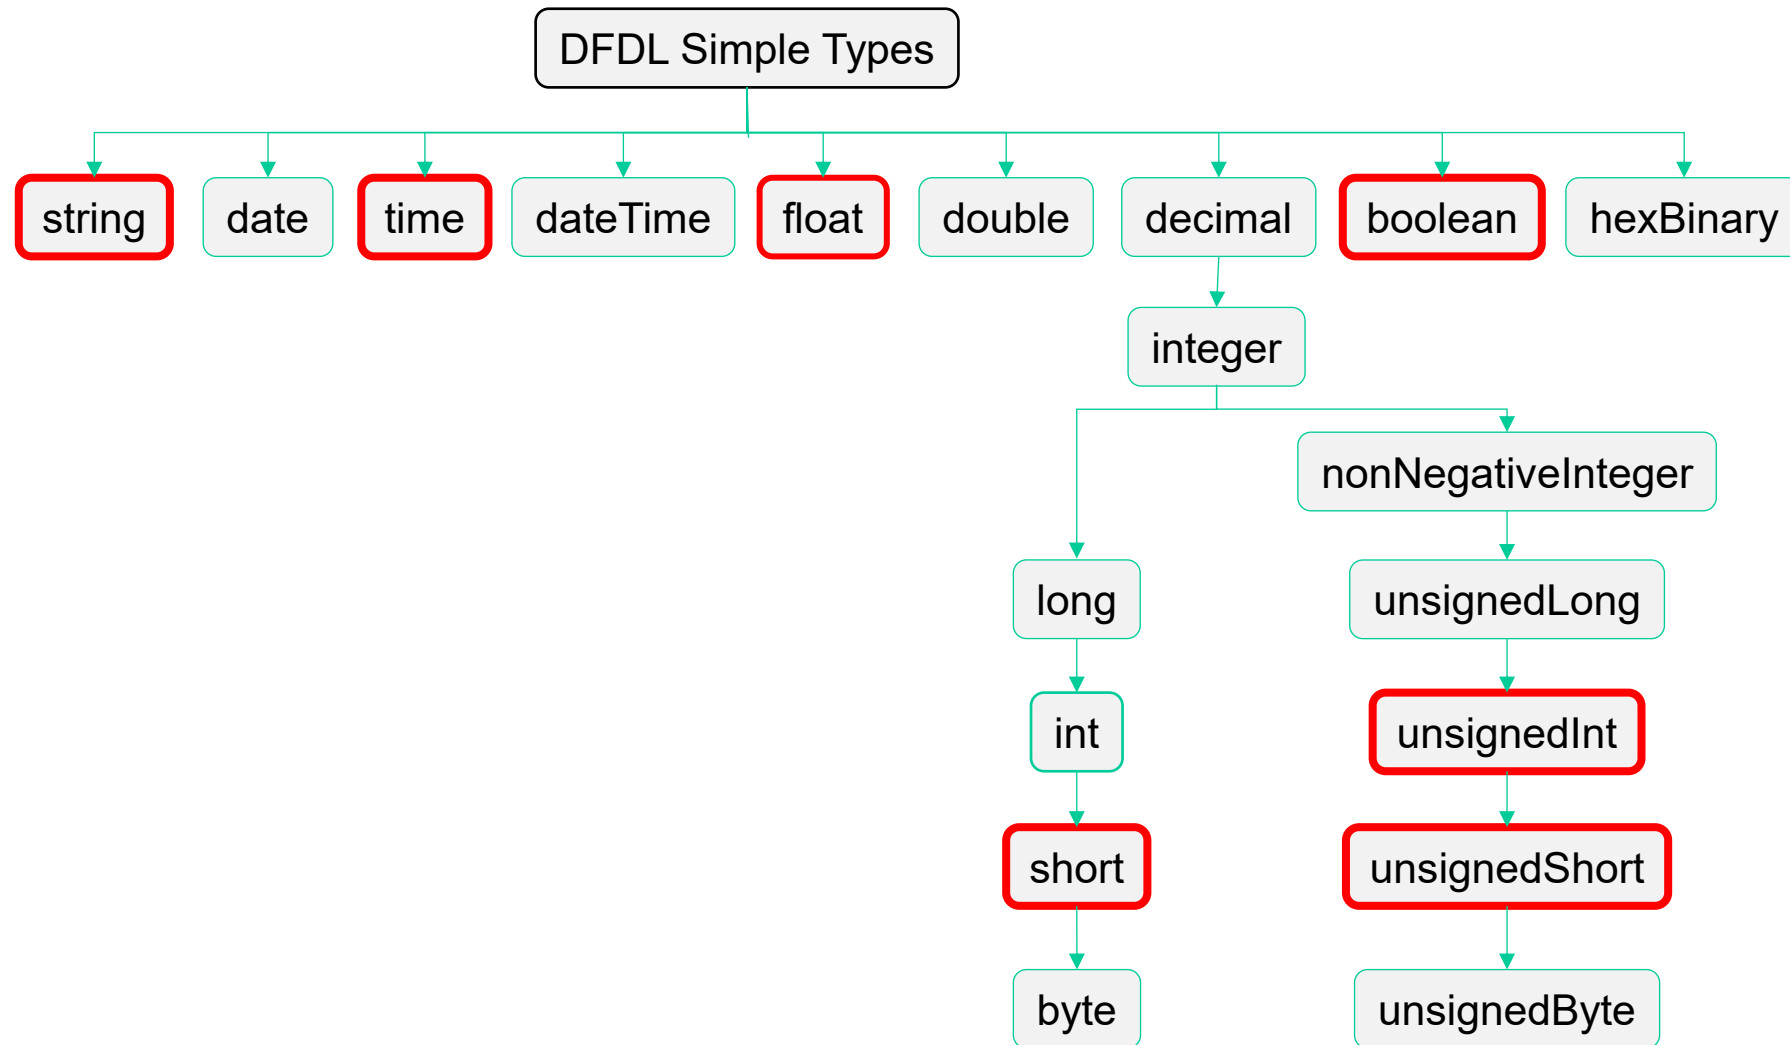 DFDL Simple Types
string
date
time
dateTime
float
double
decimal
boolean
hexBinary
integer
nonNegativeInteger
long
unsignedLong
int
unsignedInt
short
unsignedShort
byte
unsignedByte